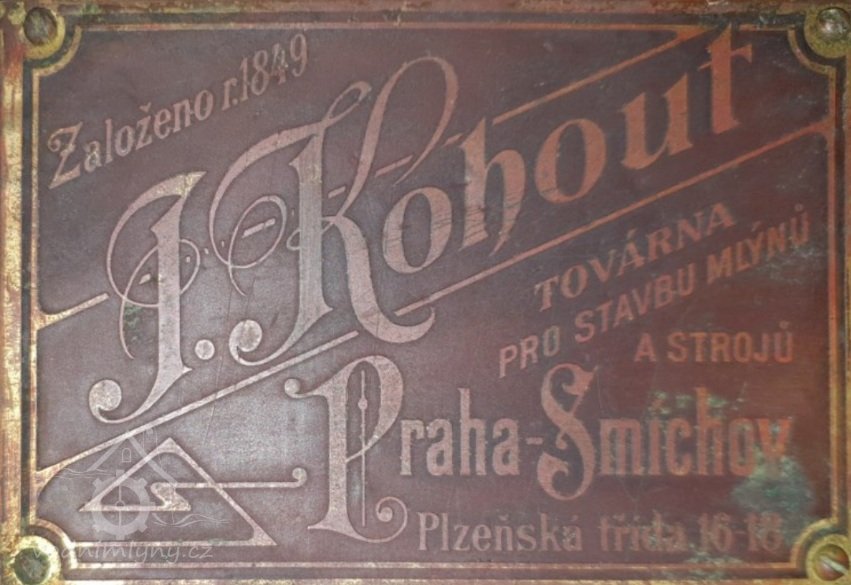 Založeno r. 1849
J. Kohout
TOVÁRNA
PRO STAVBU MLÝNŮ
A STROJŮ
Praha-Smíchov
Plzeňská třída 16-18
vodnimlyny.cz